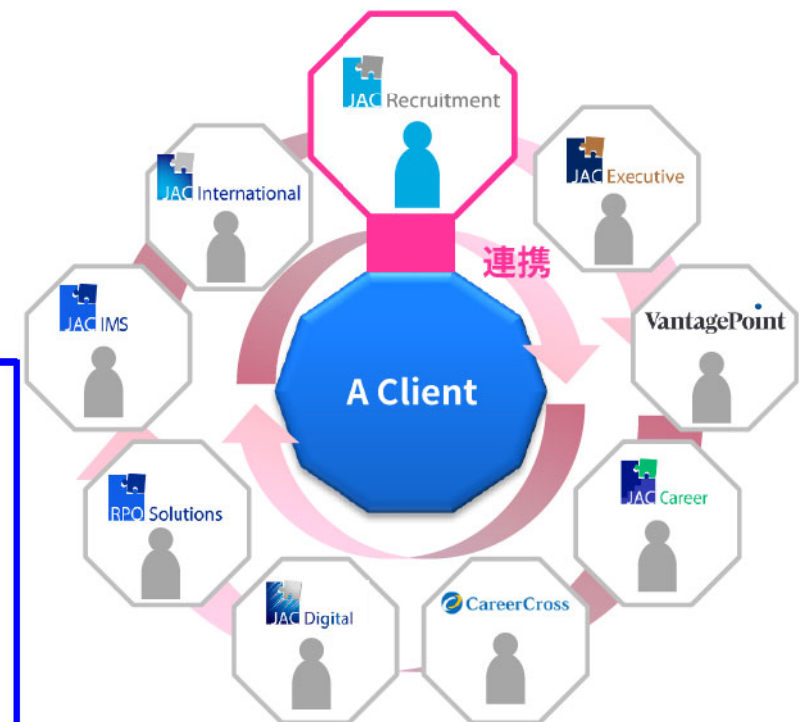 JAC Recruitment
JAC Executive
VantagePoint
JAC Career
CareerCross
JAC Digital
RPO Solutions
JAC IMS
JAC International
連携
A Client